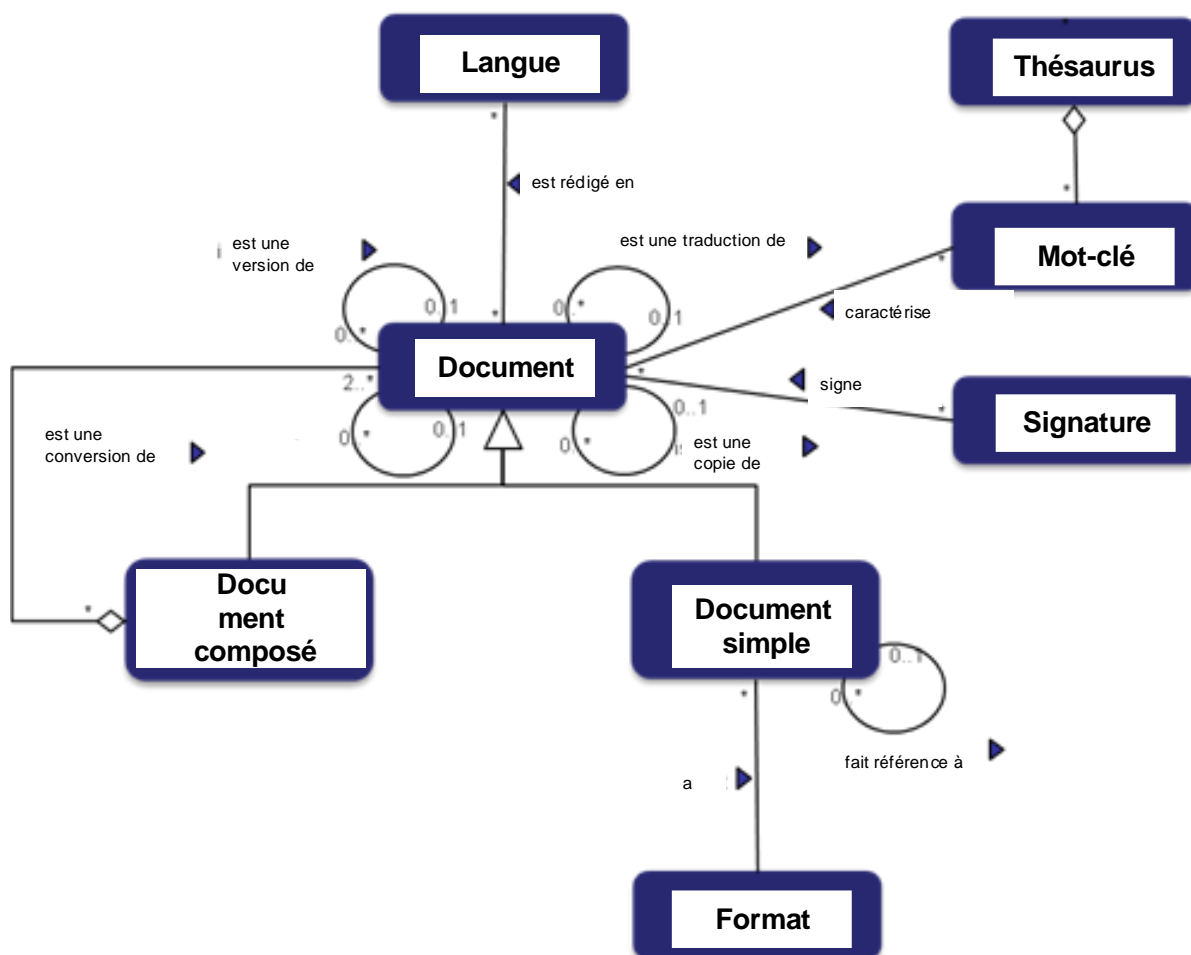 Langue
Thésaurus
*
*
est rédigé en
*
est une
version de
est une traduction de
Mot-clé
*
0..1
0..*
0..1
0..*
*
caractérise
Document
2..*
*
signe
*
Signature
0..1
0..*
0..1
0..*
est une
conversion de
est une
copie de
Docu
ment
composé
*
Document
simple
0..1
*
0..*
fait référence à
a
Format